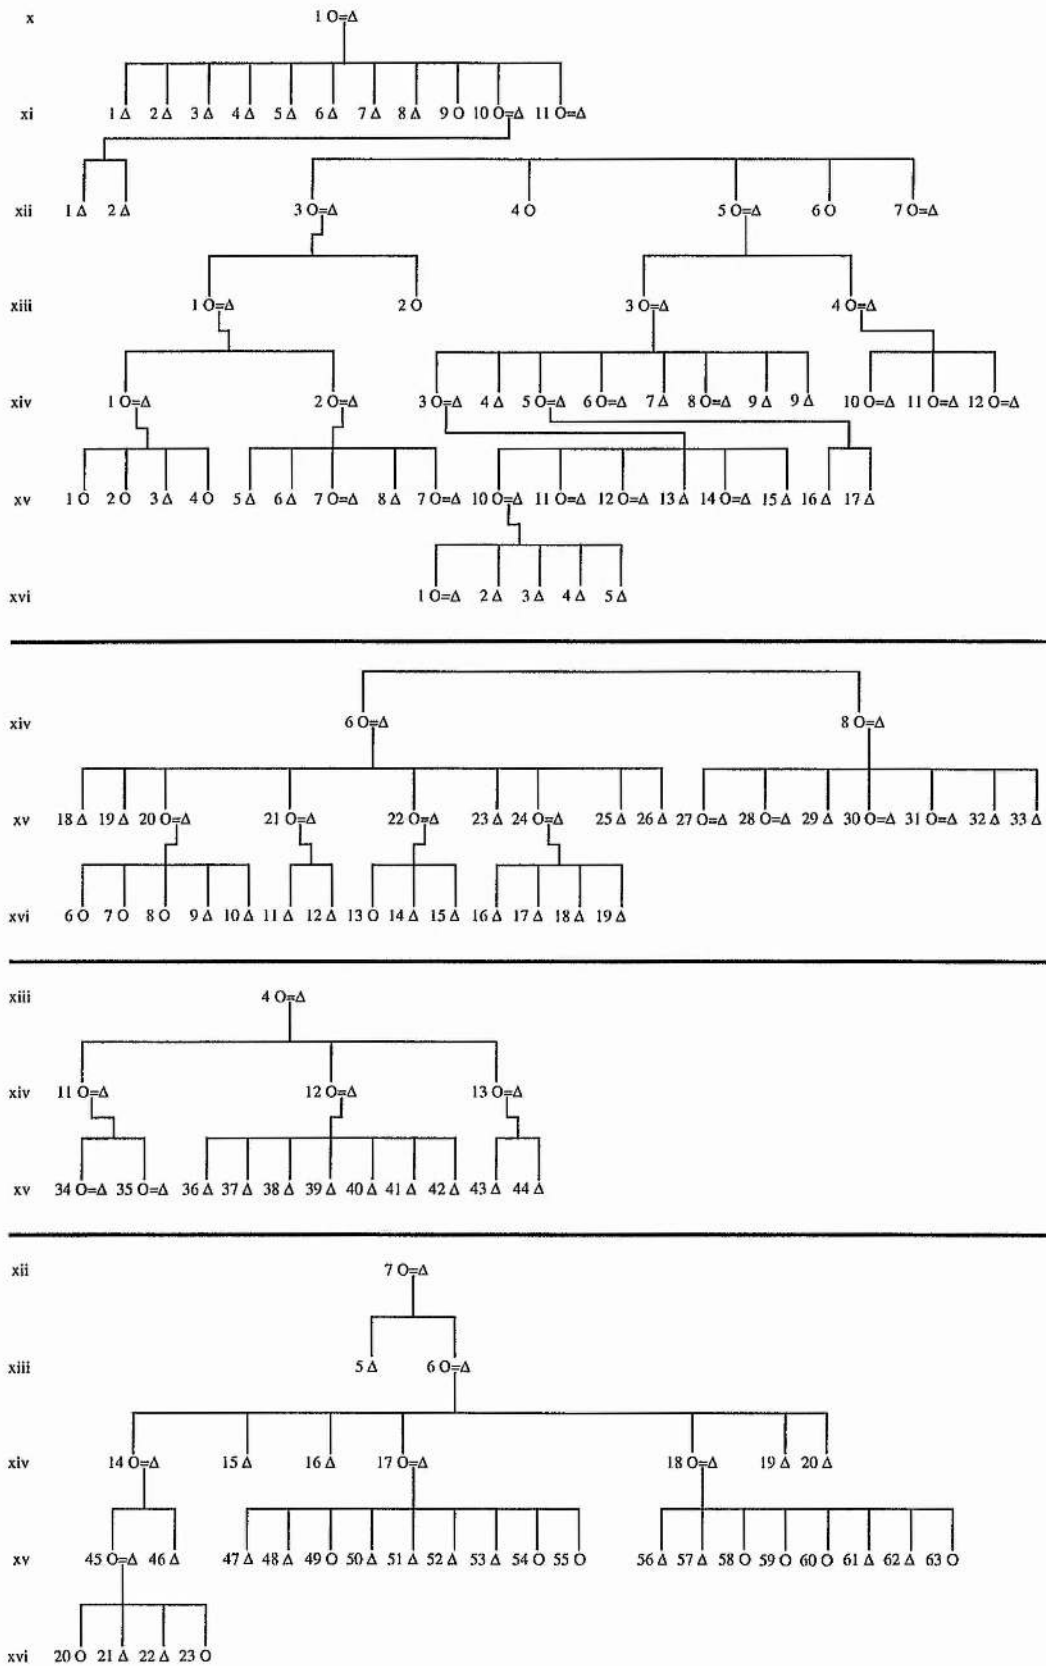 x 1 O=Δ
xi 1 Δ 2 Δ 3 Δ 4 Δ 5 Δ 6 Δ 7 Δ 8 Δ 9 O 10 O=Δ 11 O=Δ
xii 1 Δ 2 Δ 3 O=Δ 4 O 5 O=Δ 6 O 7 O=Δ
xiii 1 O=Δ 2 O 3 O=Δ 4 O=Δ
xiv 1 O=Δ 2 O=Δ 3 O=Δ 4 Δ 5 O=Δ 6 O=Δ 7 Δ 8 O=Δ 9 Δ 9 Δ 10 O=Δ 11 O=Δ 12 O=Δ
xv 1 O 2 O 3 Δ 4 O 5 Δ 6 Δ 7 O=Δ 8 Δ 7 O=Δ 10 O=Δ 11 O=Δ 12 O=Δ 13 Δ 14 O=Δ 15 Δ 16 Δ 17 Δ
xvi 1 O=Δ 2 Δ 3 Δ 4 Δ 5 Δ
xiv 6 O=Δ 8 O=Δ
xv 18 Δ 19 Δ 20 O=Δ 21 O=Δ 22 O=Δ 23 Δ 24 O=Δ 25 Δ 26 Δ 27 O=Δ 28 O=Δ 29 Δ 30 O=Δ 31 O=Δ 32 Δ 33 Δ
xvi 6 O 7 O 8 O 9 Δ 10 Δ 11 Δ 12 Δ 13 O 14 Δ 15 Δ 16 Δ 17 Δ 18 Δ 19 Δ
xiii 4 O=Δ
xiv 11 O=Δ 12 O=Δ 13 O=Δ
xv 34 O=Δ 35 O=Δ 36 Δ 37 Δ 38 Δ 39 Δ 40 Δ 41 Δ 42 Δ 43 Δ 44 Δ
xii 7 O=Δ
xiii 5 Δ 6 O=Δ
xiv 14 O=Δ 15 Δ 16 Δ 17 O=Δ 18 O=Δ 19 Δ 20 Δ
xv 45 O=Δ 46 Δ 47 Δ 48 Δ 49 O 50 Δ 51 Δ 52 Δ 53 Δ 54 O 55 O 56 Δ 57 Δ 58 O 59 O 60 O 61 Δ 62 Δ 63 O
xvi 20 O 21 Δ 22 Δ 23 O